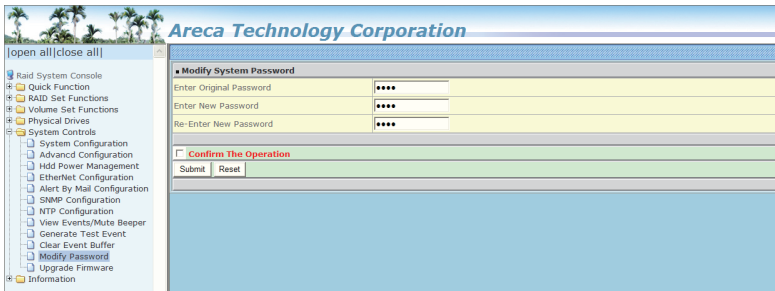 Areca Technology Corporation
|open all|close all|
Raid System Console
Quick Function
RAID Set Functions
Volume Set Functions
Physical Drives
System Controls
System Configuration
Advancd Configuration
Hdd Power Management
EtherNet Configuration
Alert By Mail Configuration
SNMP Configuration
NTP Configuration
View Events/Mute Beeper
Generate Test Event
Clear Event Buffer
Modify Password
Upgrade Firmware
Information
▪ Modify System Password
Enter Original Password ••••
Enter New Password ••••
Re-Enter New Password ••••
Confirm The Operation
Submit Reset